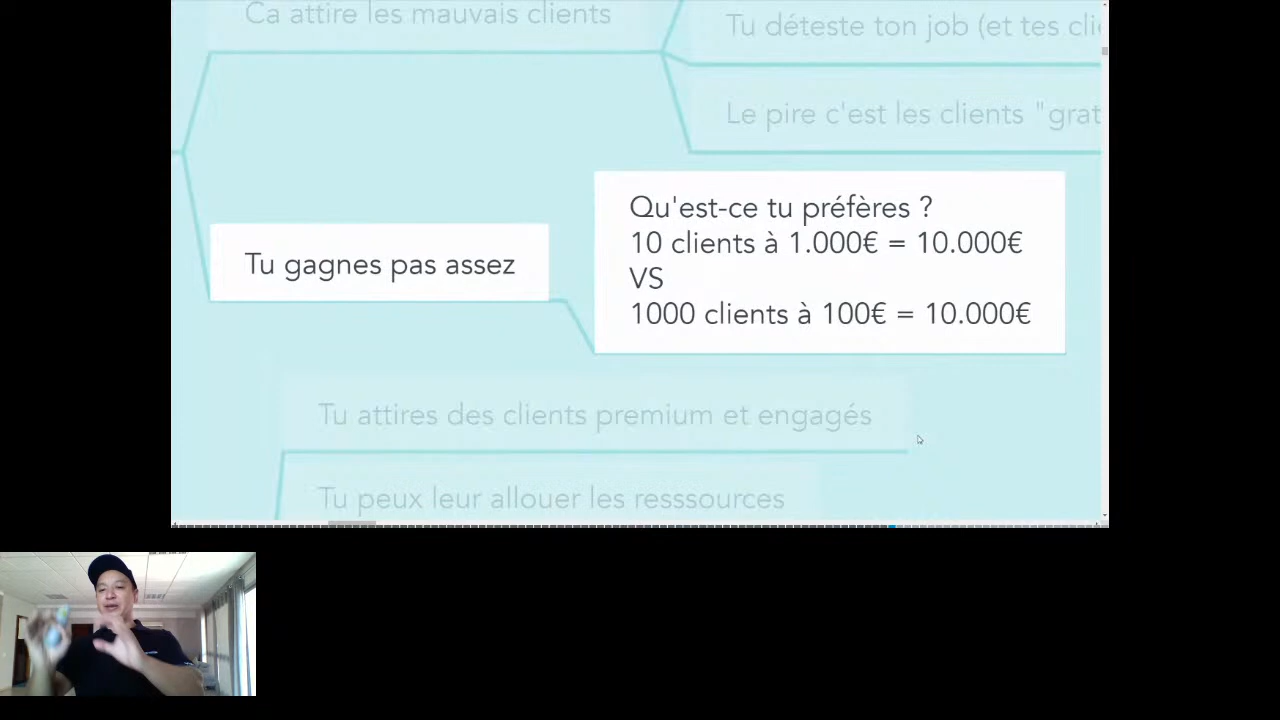 Ca attire les mauvais clients
Tu déteste ton job (et tes
Le pire c'est les clients
Tu gagnes pas assez
Qu'est-ce tu préfères ?
10 clients à 1.000€ = 10.000€
VS
1000 clients à 100€ = 10.000€
Tu attires des clients premium et engagés
Tu peux leur allouer les resssources